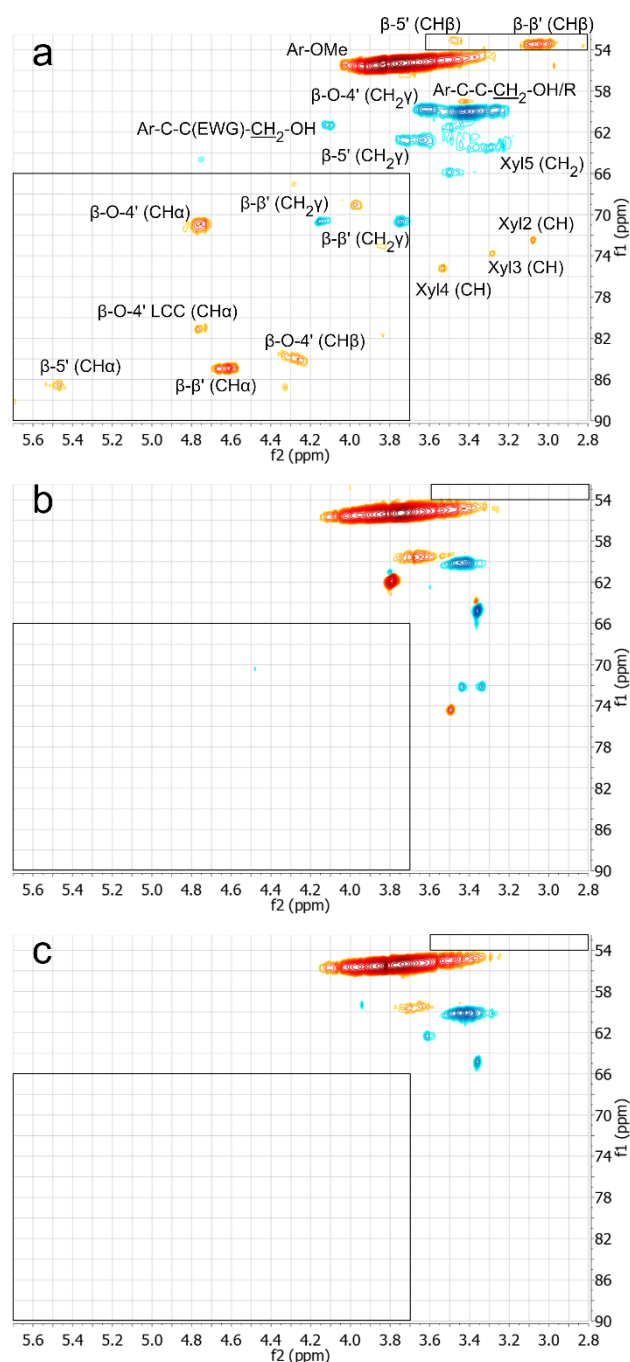 β-5' (CHβ) β-β' (CHβ)
a
Ar-OMe
54
β-O-4' (CH₂γ) Ar-C-C-CH₂-OH/R
58
Ar-C-C(EWG)-CH₂-OH
62
β-5' (CH₂γ) Xyl5 (CH₂)
66
β-β' (CH₂γ)
β-O-4' (CHα)
70
β-β' (CH₂γ) Xyl2 (CH)
Xyl3 (CH)
74
Xyl4 (CH)
78
β-O-4' LCC (CHα)
β-O-4' (CHβ)
82
β-5' (CHα) β-β' (CHα)
86
90
f1 (ppm)
5.6 5.4 5.2 5.0 4.8 4.6 4.4 4.2 4.0 3.8 3.6 3.4 3.2 3.0 2.8
f2 (ppm)
b
54
58
62
66
70
74
78
82
86
90
f1 (ppm)
5.6 5.4 5.2 5.0 4.8 4.6 4.4 4.2 4.0 3.8 3.6 3.4 3.2 3.0 2.8
f2 (ppm)
c
54
58
62
66
70
74
78
82
86
90
f1 (ppm)
5.6 5.4 5.2 5.0 4.8 4.6 4.4 4.2 4.0 3.8 3.6 3.4 3.2 3.0 2.8
f2 (ppm)